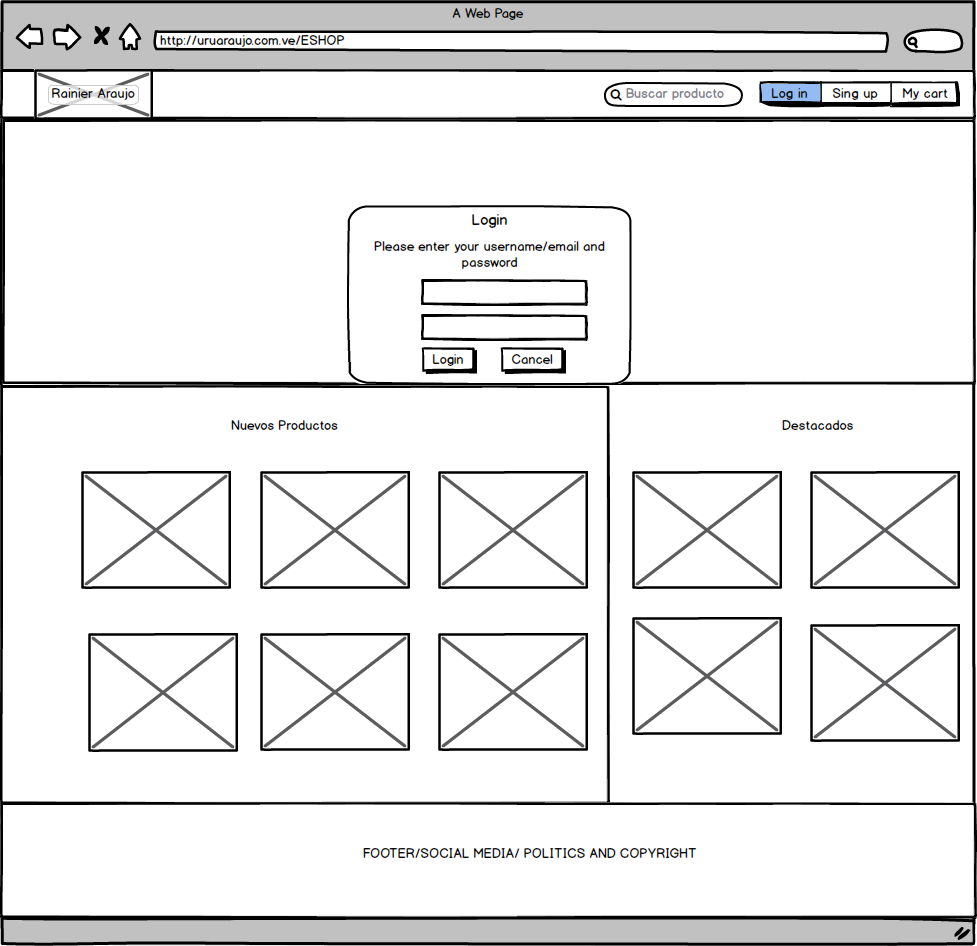 A Web Page
http://uruaraujo.com.ve/ESHOP
Rainier Araujo
Buscar producto
Log in
Sing up
My cart
Login
Please enter your username/email and
password
Login
Cancel
Nuevos Productos
Destacados
FOOTER/SOCIAL MEDIA/ POLITICS AND COPYRIGHT